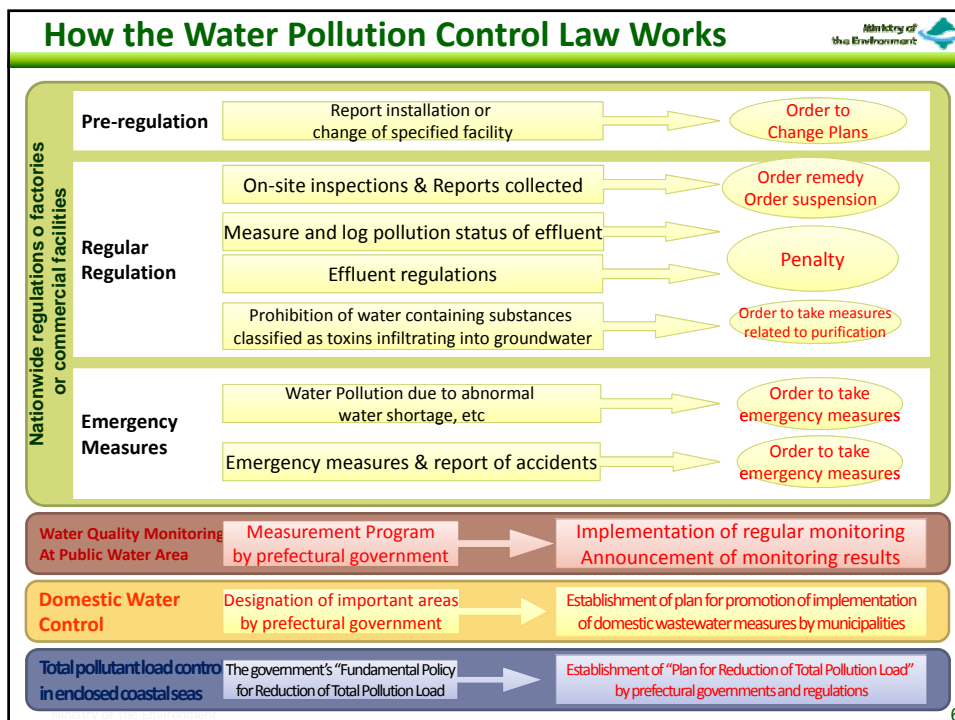 How the Water Pollution Control Law Works
Ministry of
the Environment
Nationwide regulations o factories
or commercial facilities
Pre-regulation
Report installation or
change of specified facility
Order to
Change Plans
Regular
Regulation
On-site inspections & Reports collected
Order remedy
Order suspension
Measure and log pollution status of effluent
Effluent regulations
Penalty
Prohibition of water containing substances
classified as toxins infiltrating into groundwater
Order to take measures
related to purification
Emergency
Measures
Water Pollution due to abnormal
water shortage, etc
Order to take
emergency measures
Emergency measures & report of accidents
Order to take
emergency measures
Water Quality Monitoring
At Public Water Area
Measurement Program
by prefectural government
Implementation of regular monitoring
Announcement of monitoring results
Domestic Water
Control
Designation of important areas
by prefectural government
Establishment of plan for promotion of implementation
of domestic wastewater measures by municipalities
Total pollutant load control
in enclosed coastal seas
The government's “Fundamental Policy
for Reduction of Total Pollution Load
Establishment of “Plan for Reduction of Total Pollution Load”
by prefectural governments and regulations
Ministry of the Environment
6